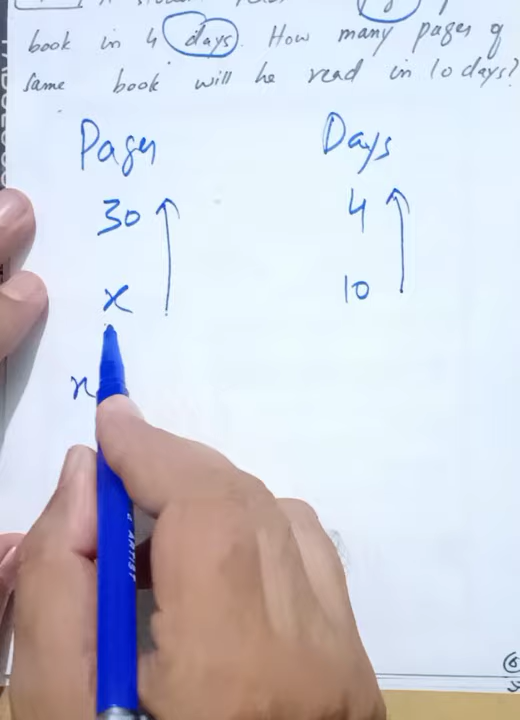 book in 4 days. How many pages of
same book will he read in 10 days?
Pages Days
30 4
x 10
x